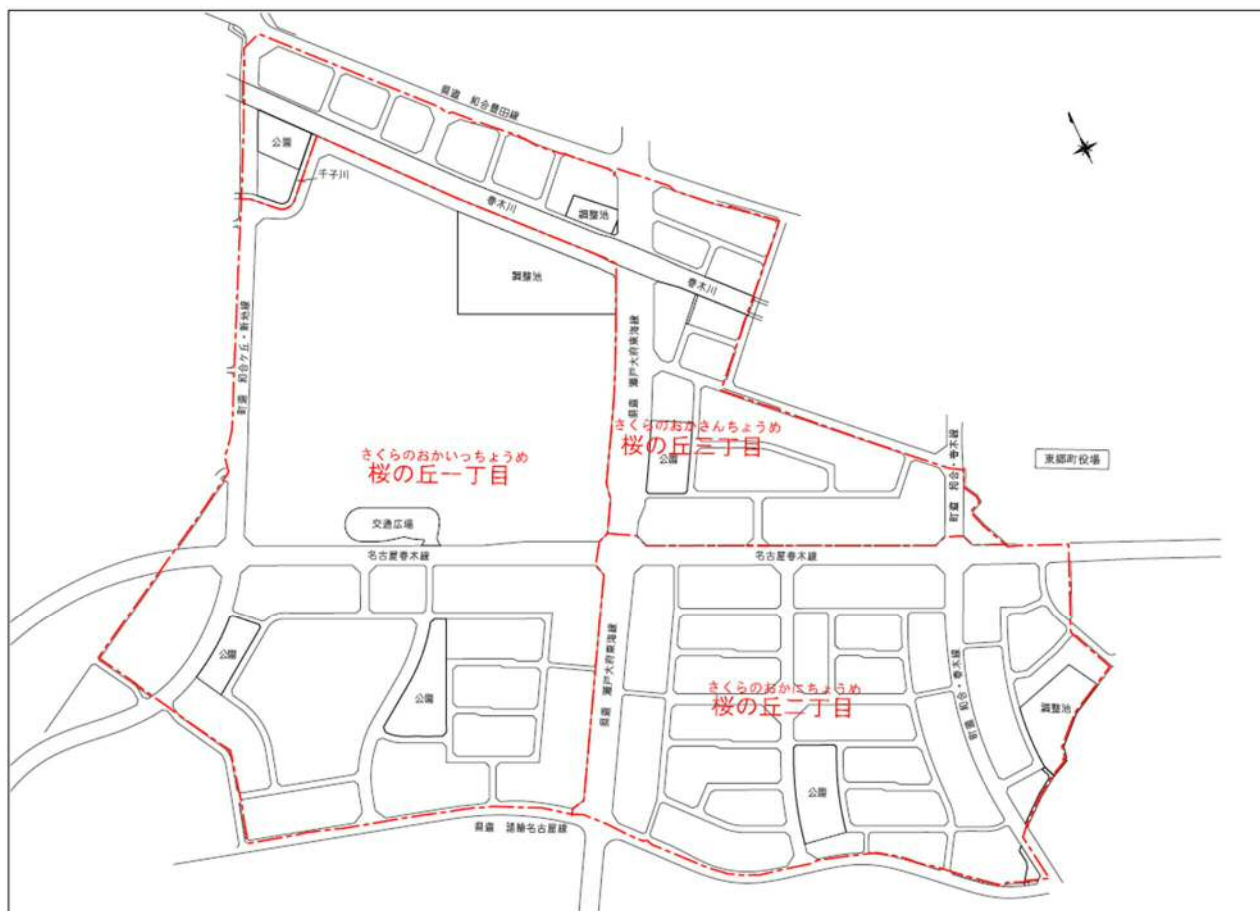 県道 和合豊田線
公園
千子川
春木川
調整池
調整池
春木川
町道 和合ケ丘・新池線
県道 瀬戸大府東海線
さくらのおかいっちょうめ
桜の丘一丁目
さくらのおかさんちょうめ
桜の丘三丁目
公園
町道 和合・春木線
東郷町役場
交通広場
名古屋春木線
名古屋春木線
公園
公園
県道 瀬戸大府東海線
さくらのおかにちょうめ
桜の丘二丁目
町道 和合・春木線
調整池
公園
県道 諸輪名古屋線